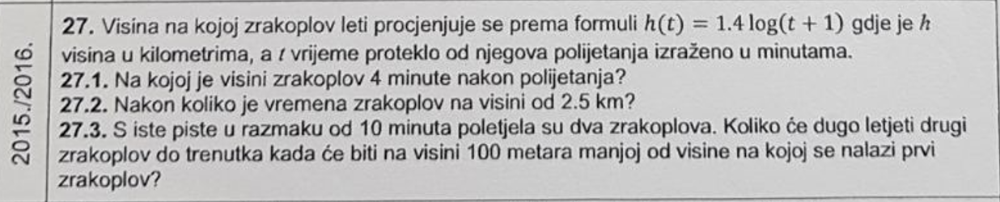 2015./2016.
27. Visina na kojoj zrakoplov leti procjenjuje se prema formuli h(t) = 1.4 log(t + 1) gdje je h
visina u kilometrima, a t vrijeme proteklo od njegova polijetanja izraženo u minutama.
27.1. Na kojoj je visini zrakoplov 4 minute nakon polijetanja?
27.2. Nakon koliko je vremena zrakoplov na visini od 2.5 km?
27.3. S iste piste u razmaku od 10 minuta poletjela su dva zrakoplova. Koliko će dugo letjeti drugi
zrakoplov do trenutka kada će biti na visini 100 metara manjoj od visine na kojoj se nalazi prvi
zrakoplov?